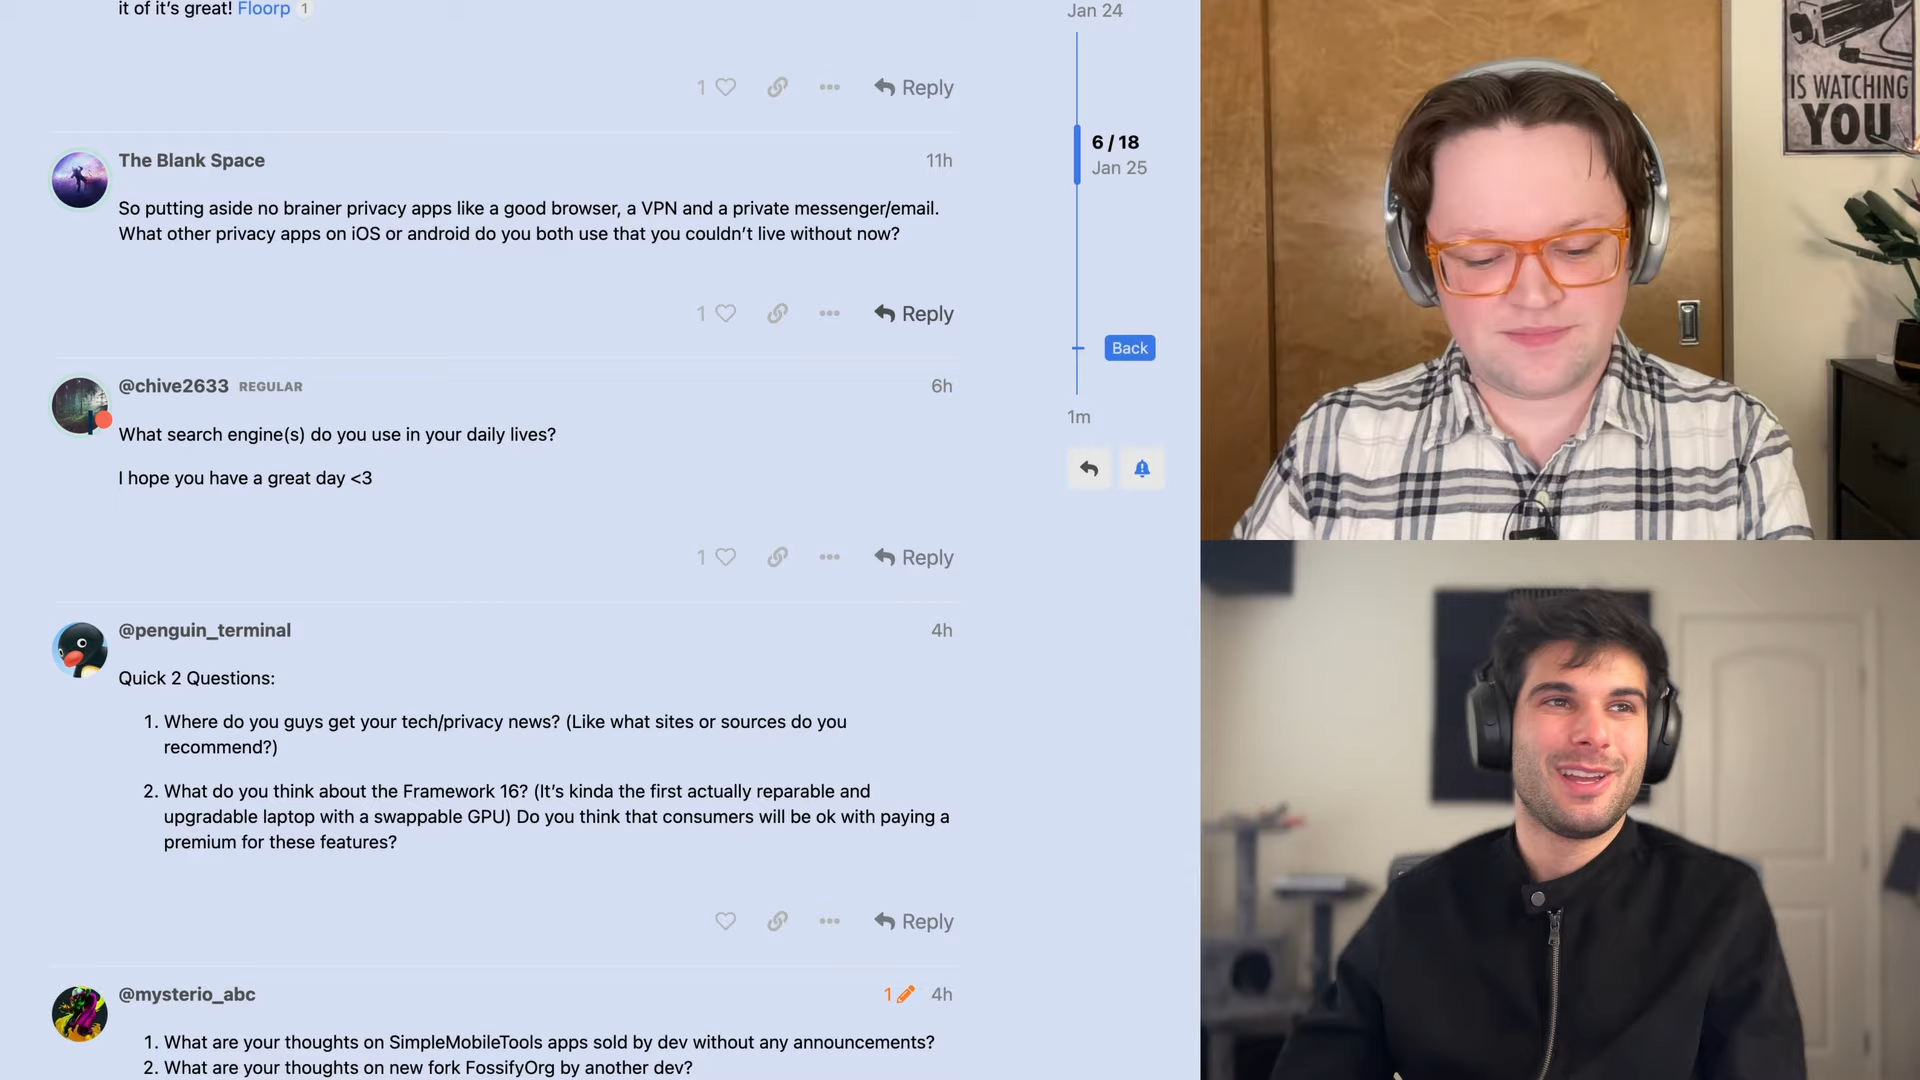 it of it's great! Floorp 1
1
Reply
The Blank Space
11h
So putting aside no brainer privacy apps like a good browser, a VPN and a private messenger/email.
What other privacy apps on iOS or android do you both use that you couldn't live without now?
1
Reply
@chive2633 REGULAR
6h
What search engine(s) do you use in your daily lives?
I hope you have a great day <3
1
Reply
@penguin_terminal
4h
Quick 2 Questions:
1. Where do you guys get your tech/privacy news? (Like what sites or sources do you
recommend?)
2. What do you think about the Framework 16? (It's kinda the first actually reparable and
upgradable laptop with a swappable GPU) Do you think that consumers will be ok with paying a
premium for these features?
Reply
@mysterio_abc
1
4h
1. What are your thoughts on SimpleMobileTools apps sold by dev without any announcements?
2. What are your thoughts on new fork FossifyOrg by another dev?
Jan 24
6 / 18
Jan 25
Back
1m
IS WATCHING
YOU